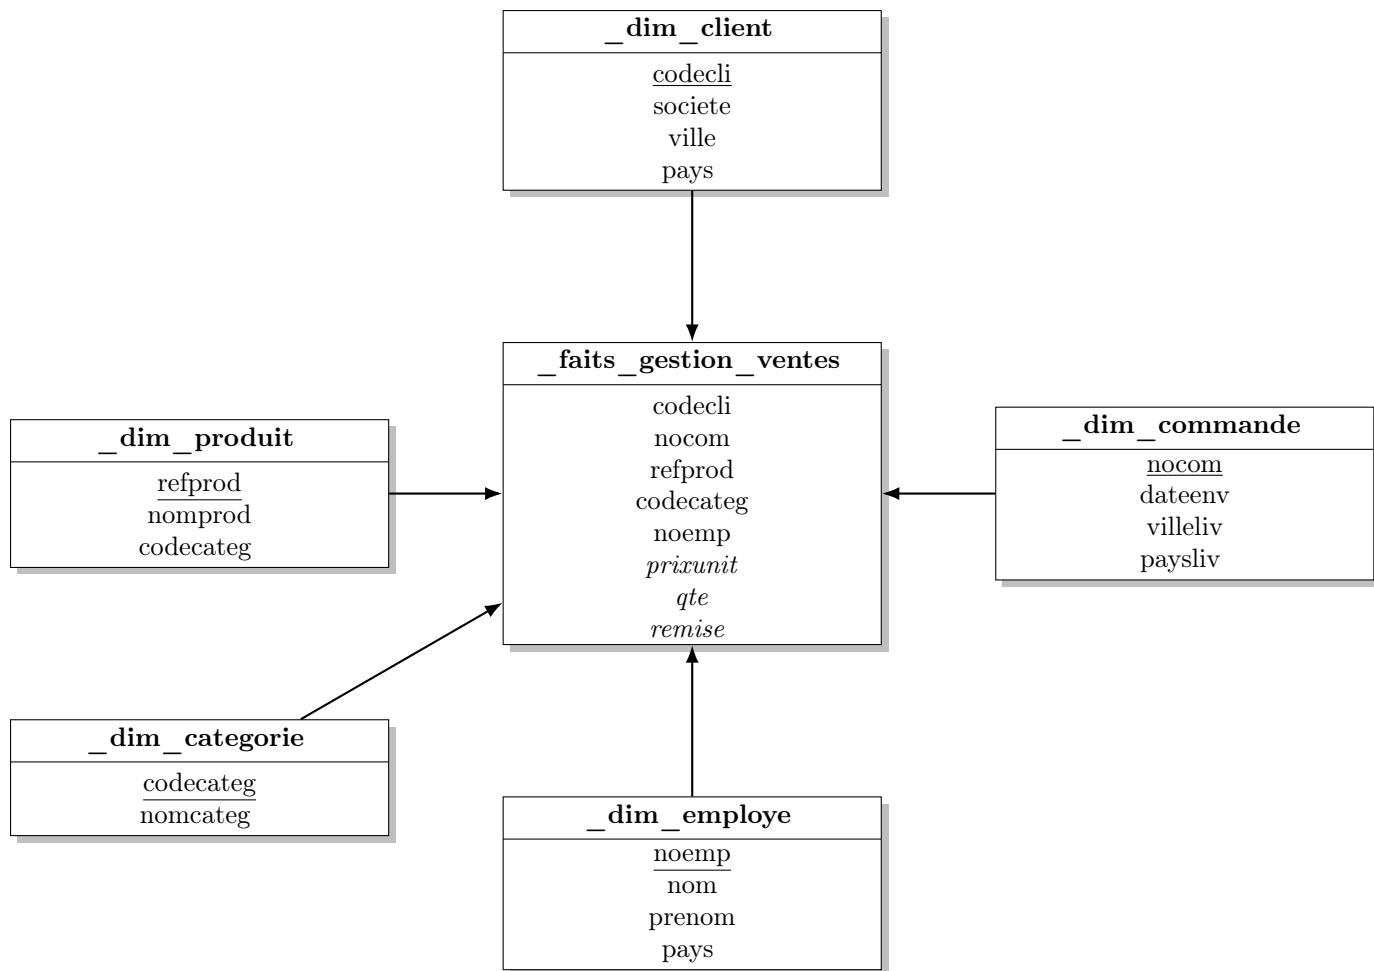 _dim_client
codecli
societe
ville
pays
_faits_gestion_ventes
codecli
nocom
refprod
codecateg
noemp
prixunit
qte
remise
_dim_produit
refprod
nomprod
codecateg
_dim_commande
nocom
dateenv
villeliv
paysliv
_dim_categorie
codecateg
nomcateg
_dim_employe
noemp
nom
prenom
pays